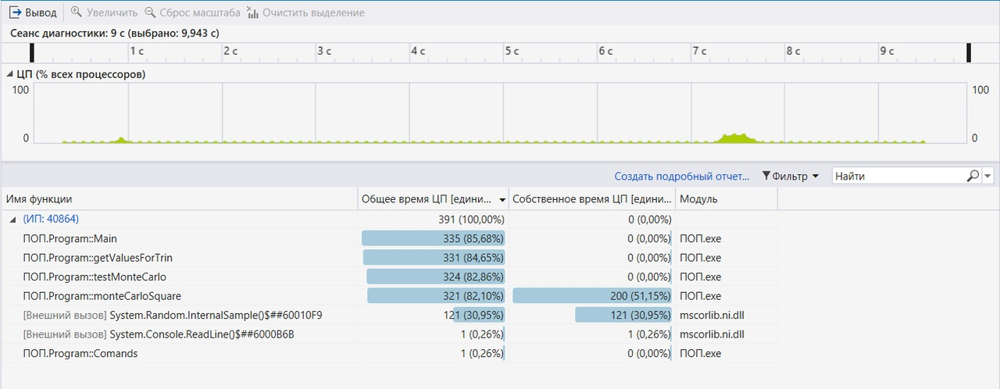 Вывод Увеличить Сброс масштаба Очистить выделение
Сеанс диагностики: 9 с (выбрано: 9,943 с)
1 с 2 с 3 с 4 с 5 с 6 с 7 с 8 с 9 с
ЦП (% всех процессоров)
100 100
0 0
Создать подробный отчет... Фильтр Найти
Имя функции Общее время ЦП [едини... Собственное время ЦП [едини... Модуль
(ИП: 40864) 391 (100,00%) 0 (0,00%)
ПОП.Program::Main 335 (85,68%) 0 (0,00%) ПОП.exe
ПОП.Program::getValuesForTrin 331 (84,65%) 0 (0,00%) ПОП.exe
ПОП.Program::testMonteCarlo 324 (82,86%) 0 (0,00%) ПОП.exe
ПОП.Program::monteCarloSquare 321 (82,10%) 200 (51,15%) ПОП.exe
[Внешний вызов] System.Random.InternalSample()$##60010F9 121 (30,95%) 121 (30,95%) mscorlib.ni.dll
[Внешний вызов] System.Console.ReadLine()$##6000B6B 1 (0,26%) 1 (0,26%) mscorlib.ni.dll
ПОП.Program::Comands 1 (0,26%) 0 (0,00%) ПОП.exe